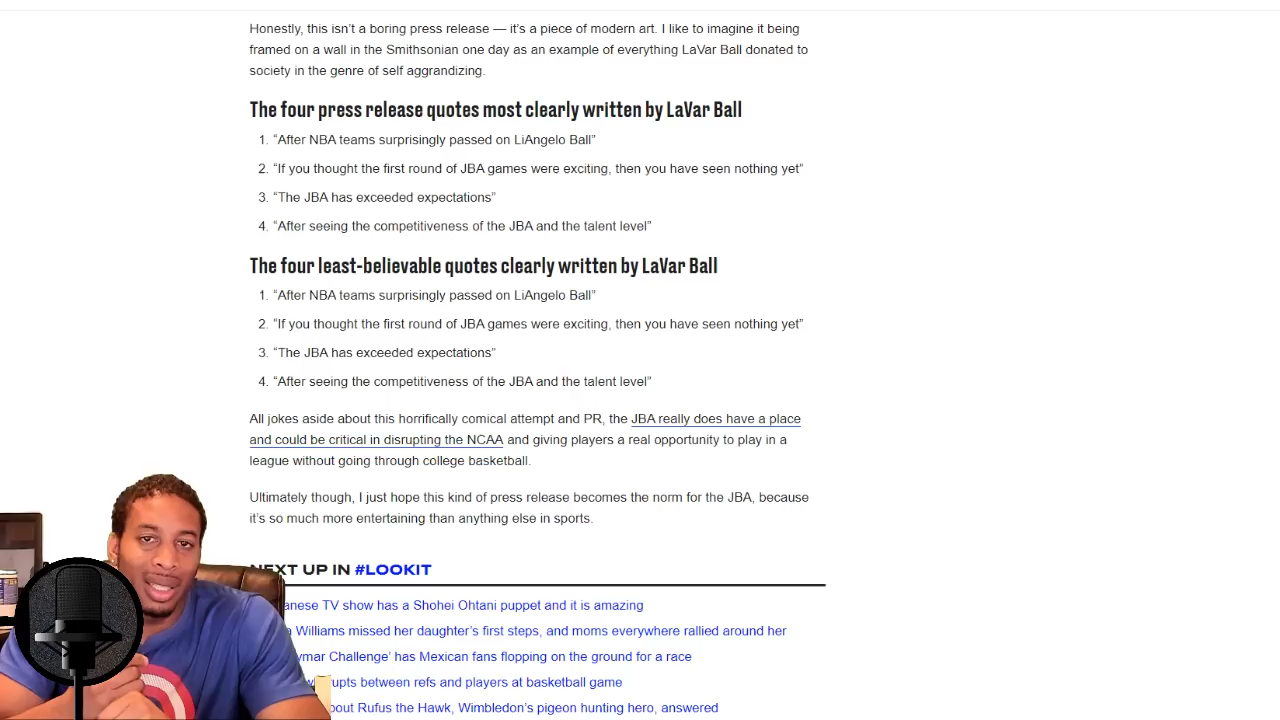 Honestly, this isn’t a boring press release — it’s a piece of modern art. I like to imagine it being
framed on a wall in the Smithsonian one day as an example of everything LaVar Ball donated to
society in the genre of self aggrandizing.
The four press release quotes most clearly written by LaVar Ball
1. “After NBA teams surprisingly passed on LiAngelo Ball”
2. “If you thought the first round of JBA games were exciting, then you have seen nothing yet”
3. “The JBA has exceeded expectations”
4. “After seeing the competitiveness of the JBA and the talent level”
The four least-believable quotes clearly written by LaVar Ball
1. “After NBA teams surprisingly passed on LiAngelo Ball”
2. “If you thought the first round of JBA games were exciting, then you have seen nothing yet”
3. “The JBA has exceeded expectations”
4. “After seeing the competitiveness of the JBA and the talent level”
All jokes aside about this horrifically comical attempt and PR, the JBA really does have a place
and could be critical in disrupting the NCAA and giving players a real opportunity to play in a
league without going through college basketball.
Ultimately though, I just hope this kind of press release becomes the norm for the JBA, because
it’s so much more entertaining than anything else in sports.
NEXT UP IN #LOOKIT
TV show has a Shohei Ohtani puppet and it is amazing
Williams missed her daughter’s first steps, and moms everywhere rallied around her
Challenge’ has Mexican fans flopping on the ground for a race
between refs and players at basketball game
Rufus the Hawk, Wimbledon’s pigeon hunting hero, answered